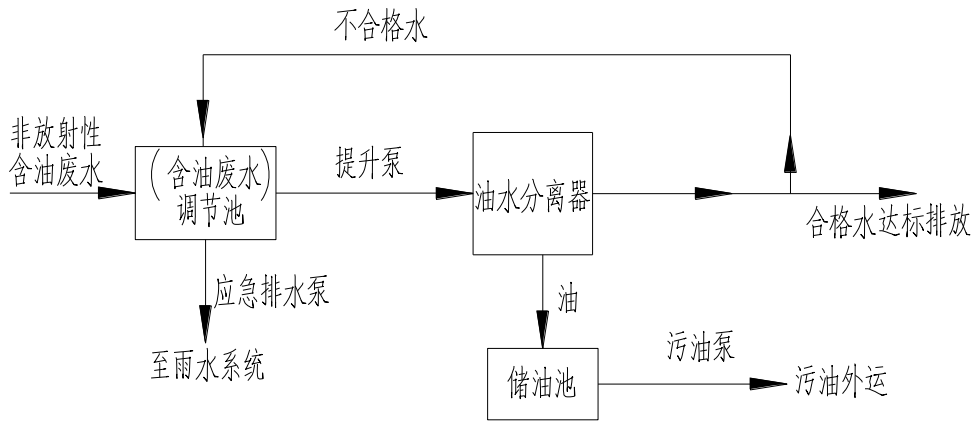 不合格水
非放射性
含油废水
(含油废水)
调节池
提升泵
油水分离器
合格水达标排放
应急排水泵
油
至雨水系统
储油池
污油泵
污油外运